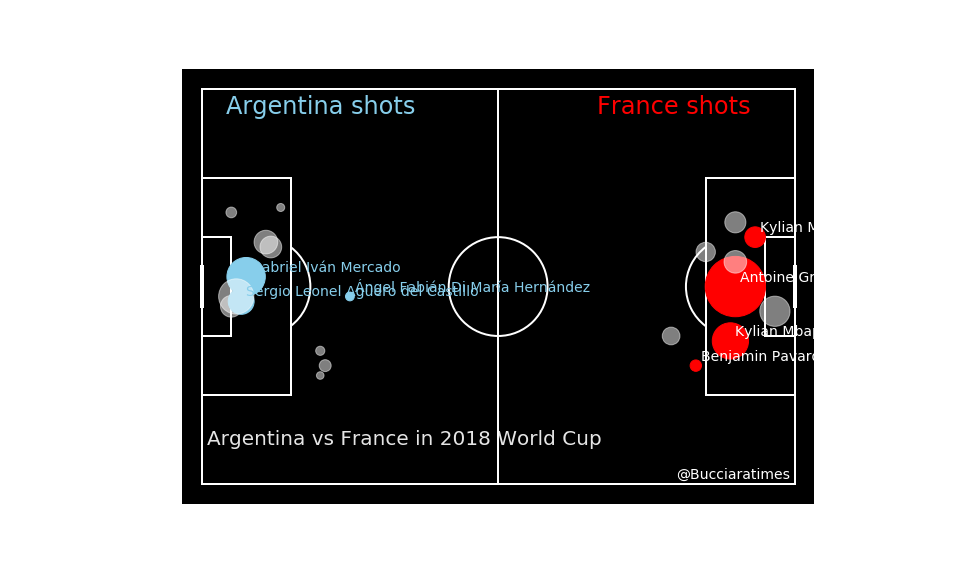 Argentina shots
France shots
Kylian M
Gabriel Iván Mercado
Antoine Gr
Sergio Leonel Agüero del Castillo
Ángel Fabián Di María Hernández
Kylian Mbap
Benjamin Pavard
Argentina vs France in 2018 World Cup
@Bucciaratimes